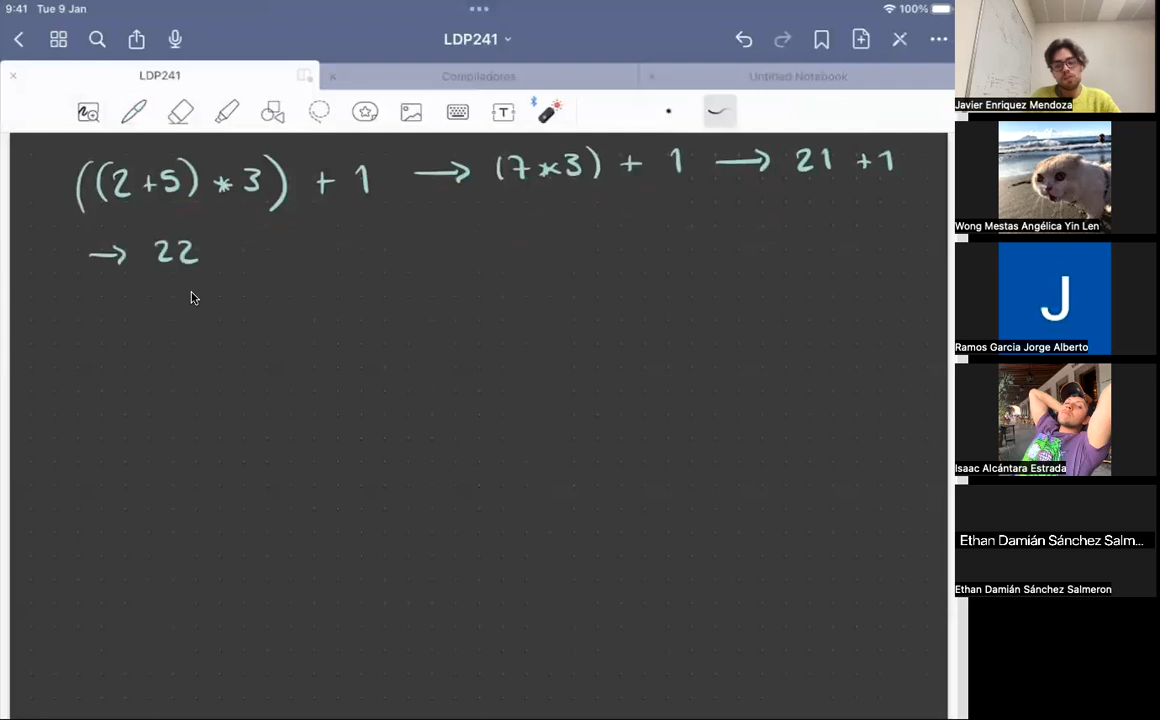 9:41 Tue 9 Jan
100%
LDP241
LDP241
Compiladores
Untitled Notebook
T
((2+5) * 3) + 1 → (7*3) + 1 → 21 +1
→ 22
Javier Enriquez Mendoza
Wong Mestas Angélica Yin Len
J
Ramos Garcia Jorge Alberto
Isaac Alcántara Estrada
Ethan Damián Sánchez Salm...
Ethan Damián Sánchez Salmeron